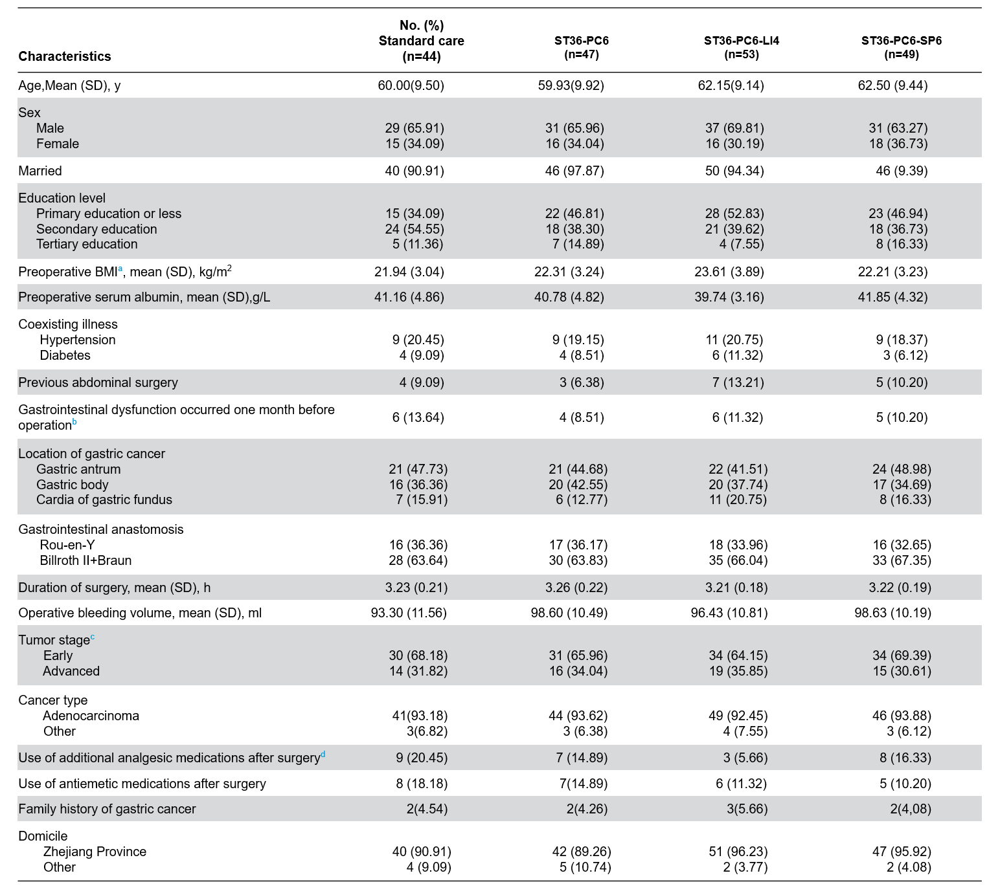 No. (%)
Characteristics Standard care (n=44) ST36-PC6 (n=47) ST36-PC6-LI4 (n=53) ST36-PC6-SP6 (n=49)
Age,Mean (SD), y 60.00(9.50) 59.93(9.92) 62.15(9.14) 62.50 (9.44)
Sex
Male 29 (65.91) 31 (65.96) 37 (69.81) 31 (63.27)
Female 15 (34.09) 16 (34.04) 16 (30.19) 18 (36.73)
Married 40 (90.91) 46 (97.87) 50 (94.34) 46 (9.39)
Education level
Primary education or less 15 (34.09) 22 (46.81) 28 (52.83) 23 (46.94)
Secondary education 24 (54.55) 18 (38.30) 21 (39.62) 18 (36.73)
Tertiary education 5 (11.36) 7 (14.89) 4 (7.55) 8 (16.33)
Preoperative BMIa, mean (SD), kg/m2 21.94 (3.04) 22.31 (3.24) 23.61 (3.89) 22.21 (3.23)
Preoperative serum albumin, mean (SD),g/L 41.16 (4.86) 40.78 (4.82) 39.74 (3.16) 41.85 (4.32)
Coexisting illness
Hypertension 9 (20.45) 9 (19.15) 11 (20.75) 9 (18.37)
Diabetes 4 (9.09) 4 (8.51) 6 (11.32) 3 (6.12)
Previous abdominal surgery 4 (9.09) 3 (6.38) 7 (13.21) 5 (10.20)
Gastrointestinal dysfunction occurred one month before
operationb 6 (13.64) 4 (8.51) 6 (11.32) 5 (10.20)
Location of gastric cancer
Gastric antrum 21 (47.73) 21 (44.68) 22 (41.51) 24 (48.98)
Gastric body 16 (36.36) 20 (42.55) 20 (37.74) 17 (34.69)
Cardia of gastric fundus 7 (15.91) 6 (12.77) 11 (20.75) 8 (16.33)
Gastrointestinal anastomosis
Rou-en-Y 16 (36.36) 17 (36.17) 18 (33.96) 16 (32.65)
Billroth II+Braun 28 (63.64) 30 (63.83) 35 (66.04) 33 (67.35)
Duration of surgery, mean (SD), h 3.23 (0.21) 3.26 (0.22) 3.21 (0.18) 3.22 (0.19)
Operative bleeding volume, mean (SD), ml 93.30 (11.56) 98.60 (10.49) 96.43 (10.81) 98.63 (10.19)
Tumor stagec
Early 30 (68.18) 31 (65.96) 34 (64.15) 34 (69.39)
Advanced 14 (31.82) 16 (34.04) 19 (35.85) 15 (30.61)
Cancer type
Adenocarcinoma 41(93.18) 44 (93.62) 49 (92.45) 46 (93.88)
Other 3(6.82) 3 (6.38) 4 (7.55) 3 (6.12)
Use of additional analgesic medications after surgeryd 9 (20.45) 7 (14.89) 3 (5.66) 8 (16.33)
Use of antiemetic medications after surgery 8 (18.18) 7(14.89) 6 (11.32) 5 (10.20)
Family history of gastric cancer 2(4.54) 2(4.26) 3(5.66) 2(4,08)
Domicile
Zhejiang Province 40 (90.91) 42 (89.26) 51 (96.23) 47 (95.92)
Other 4 (9.09) 5 (10.74) 2 (3.77) 2 (4.08)